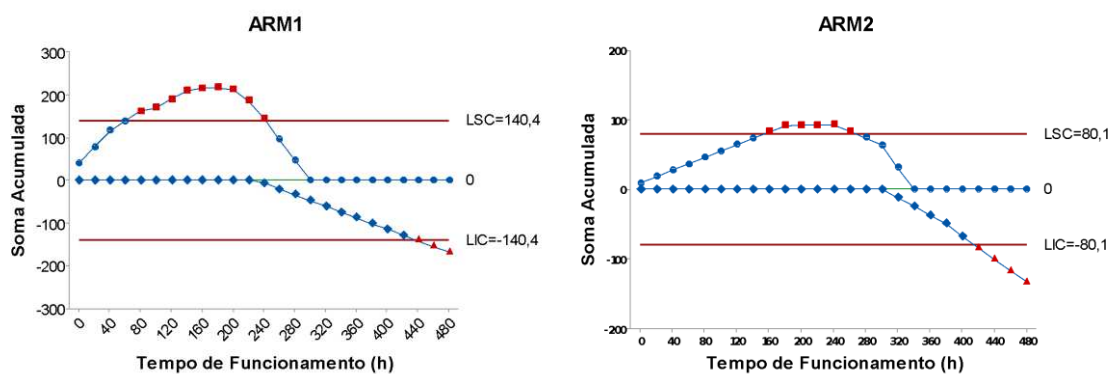 ARM1
300
200
100
0
-100
-200
-300
Soma Acumulada
LSC=140,4
0
LIC=-140,4
0 40 80 120 160 200 240 280 320 360 400 440 480
Tempo de Funcionamento (h)
ARM2
200
100
0
-100
-200
Soma Acumulada
LSC=80,1
0
LIC=-80,1
0 40 80 120 160 200 240 280 320 360 400 440 480
Tempo de Funcionamento (h)